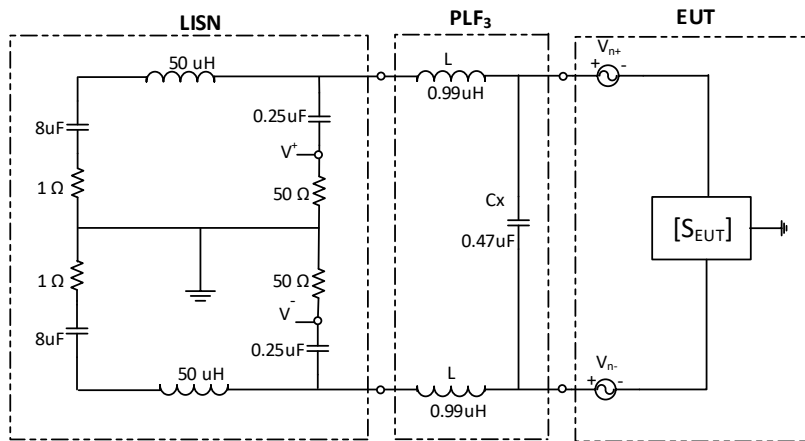 LISN
PLF3
EUT
50 uH
L
0.99uH
Vn+
+ -
8uF
0.25uF
V+
1 Ω
50 Ω
Cx
0.47uF
[SEUT]
1 Ω
50 Ω
V-
8uF
0.25uF
50 uH
L
0.99uH
Vn-
+ -